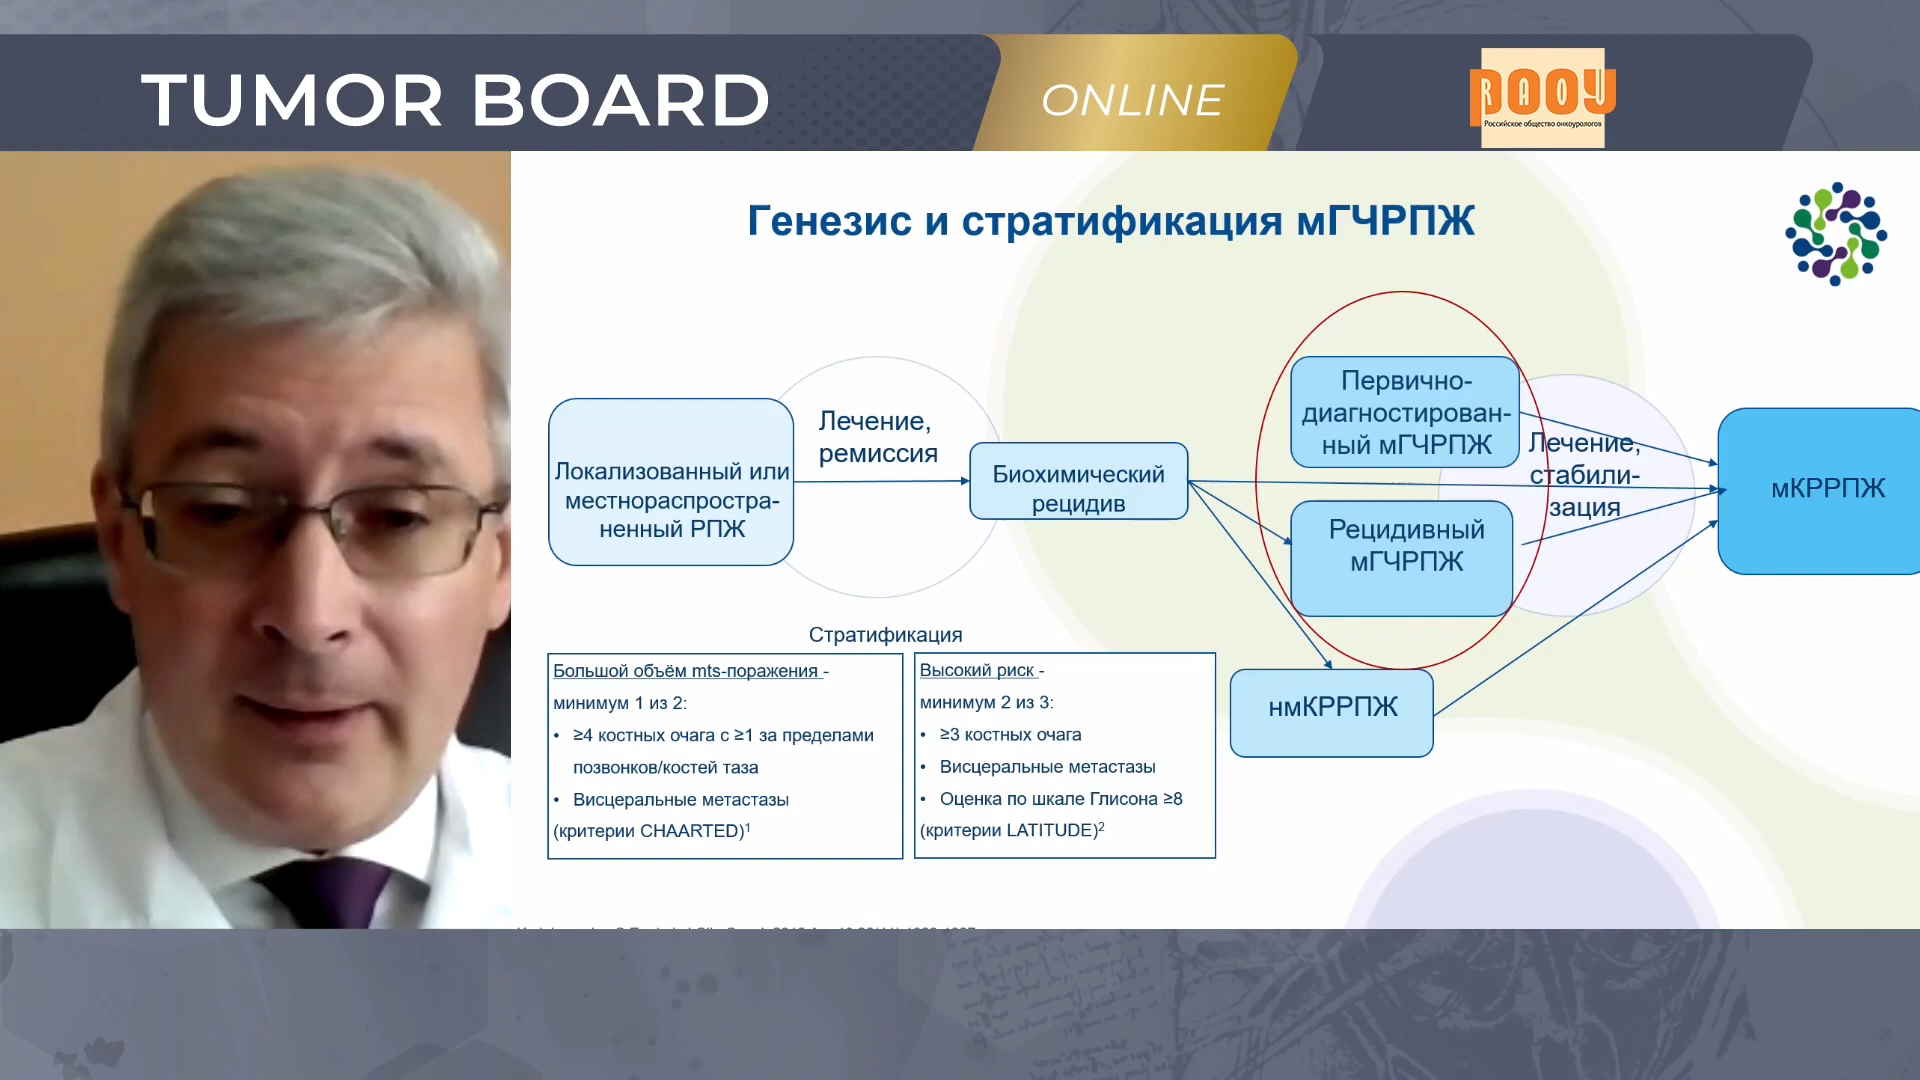 TUMOR BOARD
ONLINE
RAOU
Российское общество онкоурологов
Генезис и стратификация мГЧРПЖ
Локализованный или
местнораспростра-
ненный РПЖ
Лечение,
ремиссия
Биохимический
рецидив
Первично-
диагностирован-
ный мГЧРПЖ
Рецидивный
мГЧРПЖ
нмКРРПЖ
Лечение,
стабили-
зация
мКРРПЖ
Стратификация
Большой объём mts-поражения -
минимум 1 из 2:
• ≥4 костных очага с ≥1 за пределами
позвонков/костей таза
• Висцеральные метастазы
(критерии CHAARTED)¹
Высокий риск -
минимум 2 из 3:
• ≥3 костных очага
• Висцеральные метастазы
• Оценка по шкале Глисона ≥8
(критерии LATITUDE)²